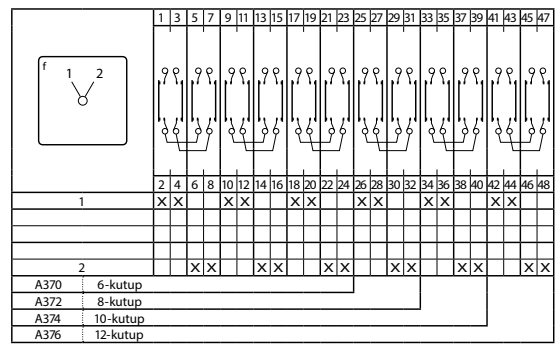 1 3 5 7 9 11 13 15 17 19 21 23 25 27 29 31 33 35 37 39 41 43 45 47
f
1 2
2 4 6 8 10 12 14 16 18 20 22 24 26 28 30 32 34 36 38 40 42 44 46 48
1 X X X X X X X X X X X X
2 X X X X X X X X X X X X
A370 6-kutup
A372 8-kutup
A374 10-kutup
A376 12-kutup